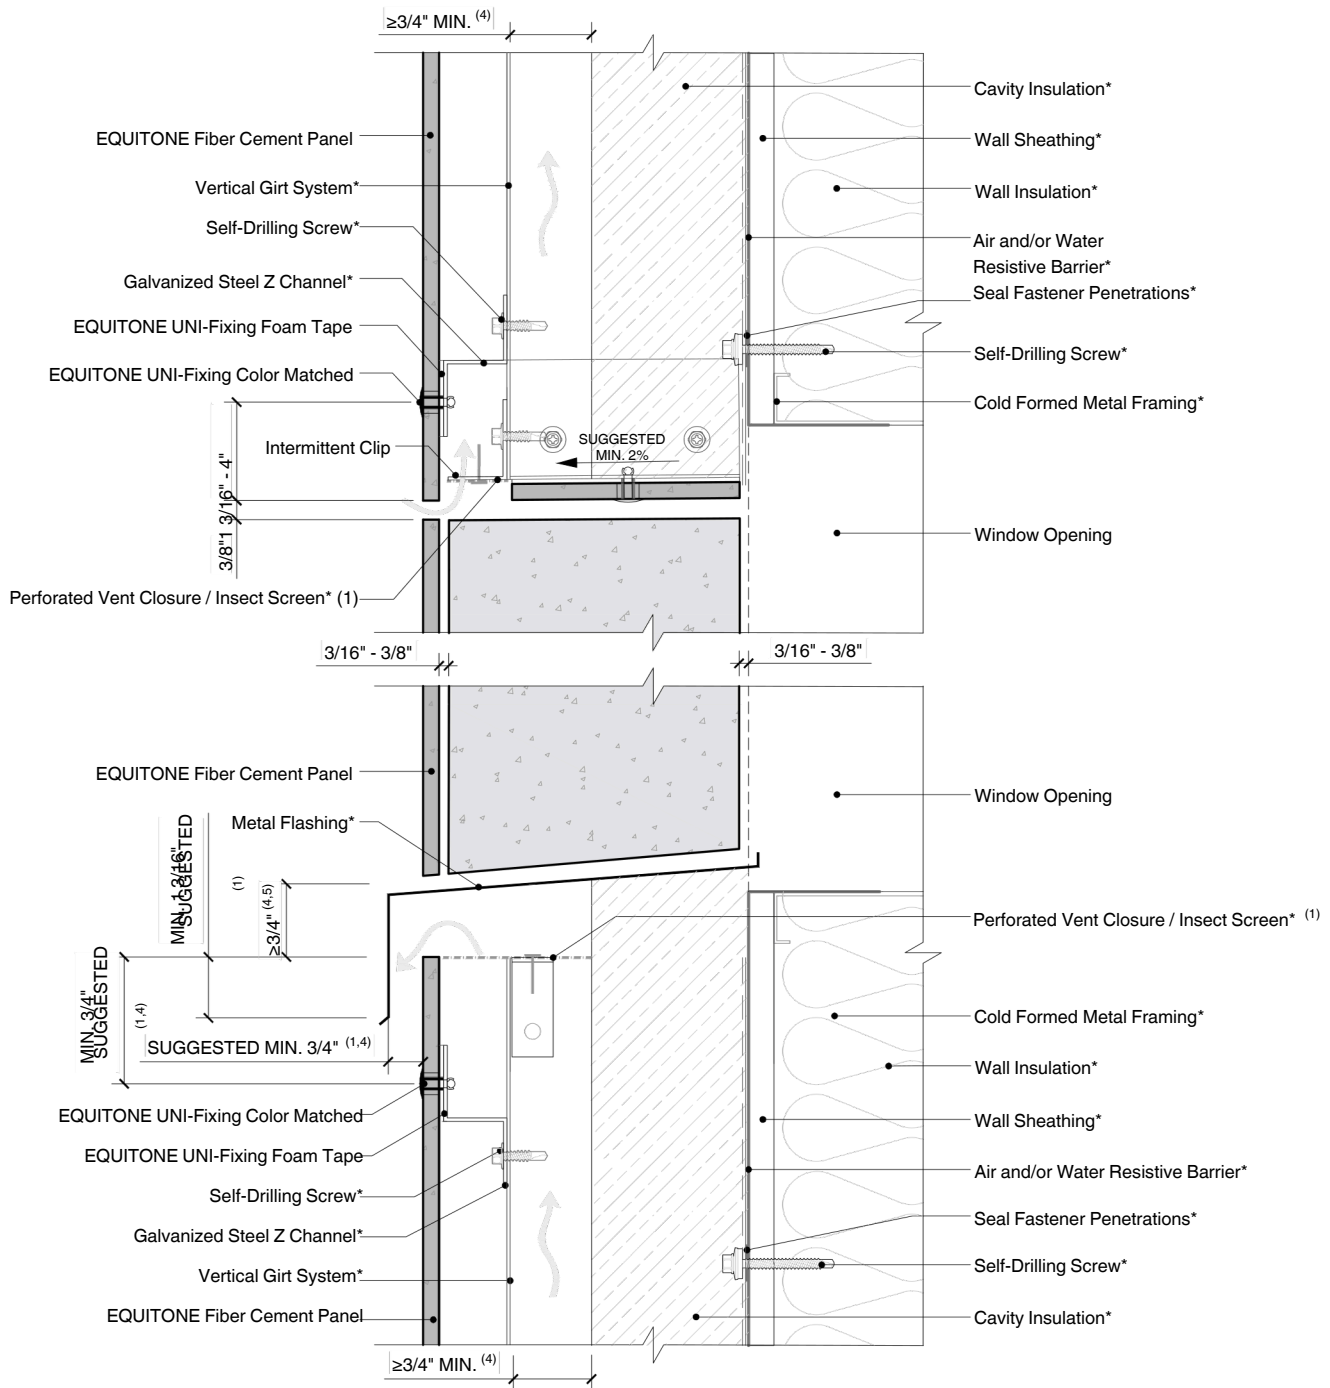 ≥3/4" MIN. (4)
EQUITONE Fiber Cement Panel
Vertical Girt System*
Self-Drilling Screw*
Galvanized Steel Z Channel*
EQUITONE UNI-Fixing Foam Tape
EQUITONE UNI-Fixing Color Matched
Intermittent Clip
1 3/16" - 4"
3/8"
Perforated Vent Closure / Insect Screen* (1)
SUGGESTED
MIN. 2%
Cavity Insulation*
Wall Sheathing*
Wall Insulation*
Air and/or Water
Resistive Barrier*
Seal Fastener Penetrations*
Self-Drilling Screw*
Cold Formed Metal Framing*
Window Opening
3/16" - 3/8"
3/16" - 3/8"
EQUITONE Fiber Cement Panel
Metal Flashing*
SUGGESTED
MIN. 1 3/16"
(1)
≥3/4" (4,5)
SUGGESTED
MIN. 3/4"
(1,4)
SUGGESTED MIN. 3/4" (1,4)
EQUITONE UNI-Fixing Color Matched
EQUITONE UNI-Fixing Foam Tape
Self-Drilling Screw*
Galvanized Steel Z Channel*
Vertical Girt System*
EQUITONE Fiber Cement Panel
≥3/4" MIN. (4)
Window Opening
Perforated Vent Closure / Insect Screen* (1)
Cold Formed Metal Framing*
Wall Insulation*
Wall Sheathing*
Air and/or Water Resistive Barrier*
Seal Fastener Penetrations*
Self-Drilling Screw*
Cavity Insulation*